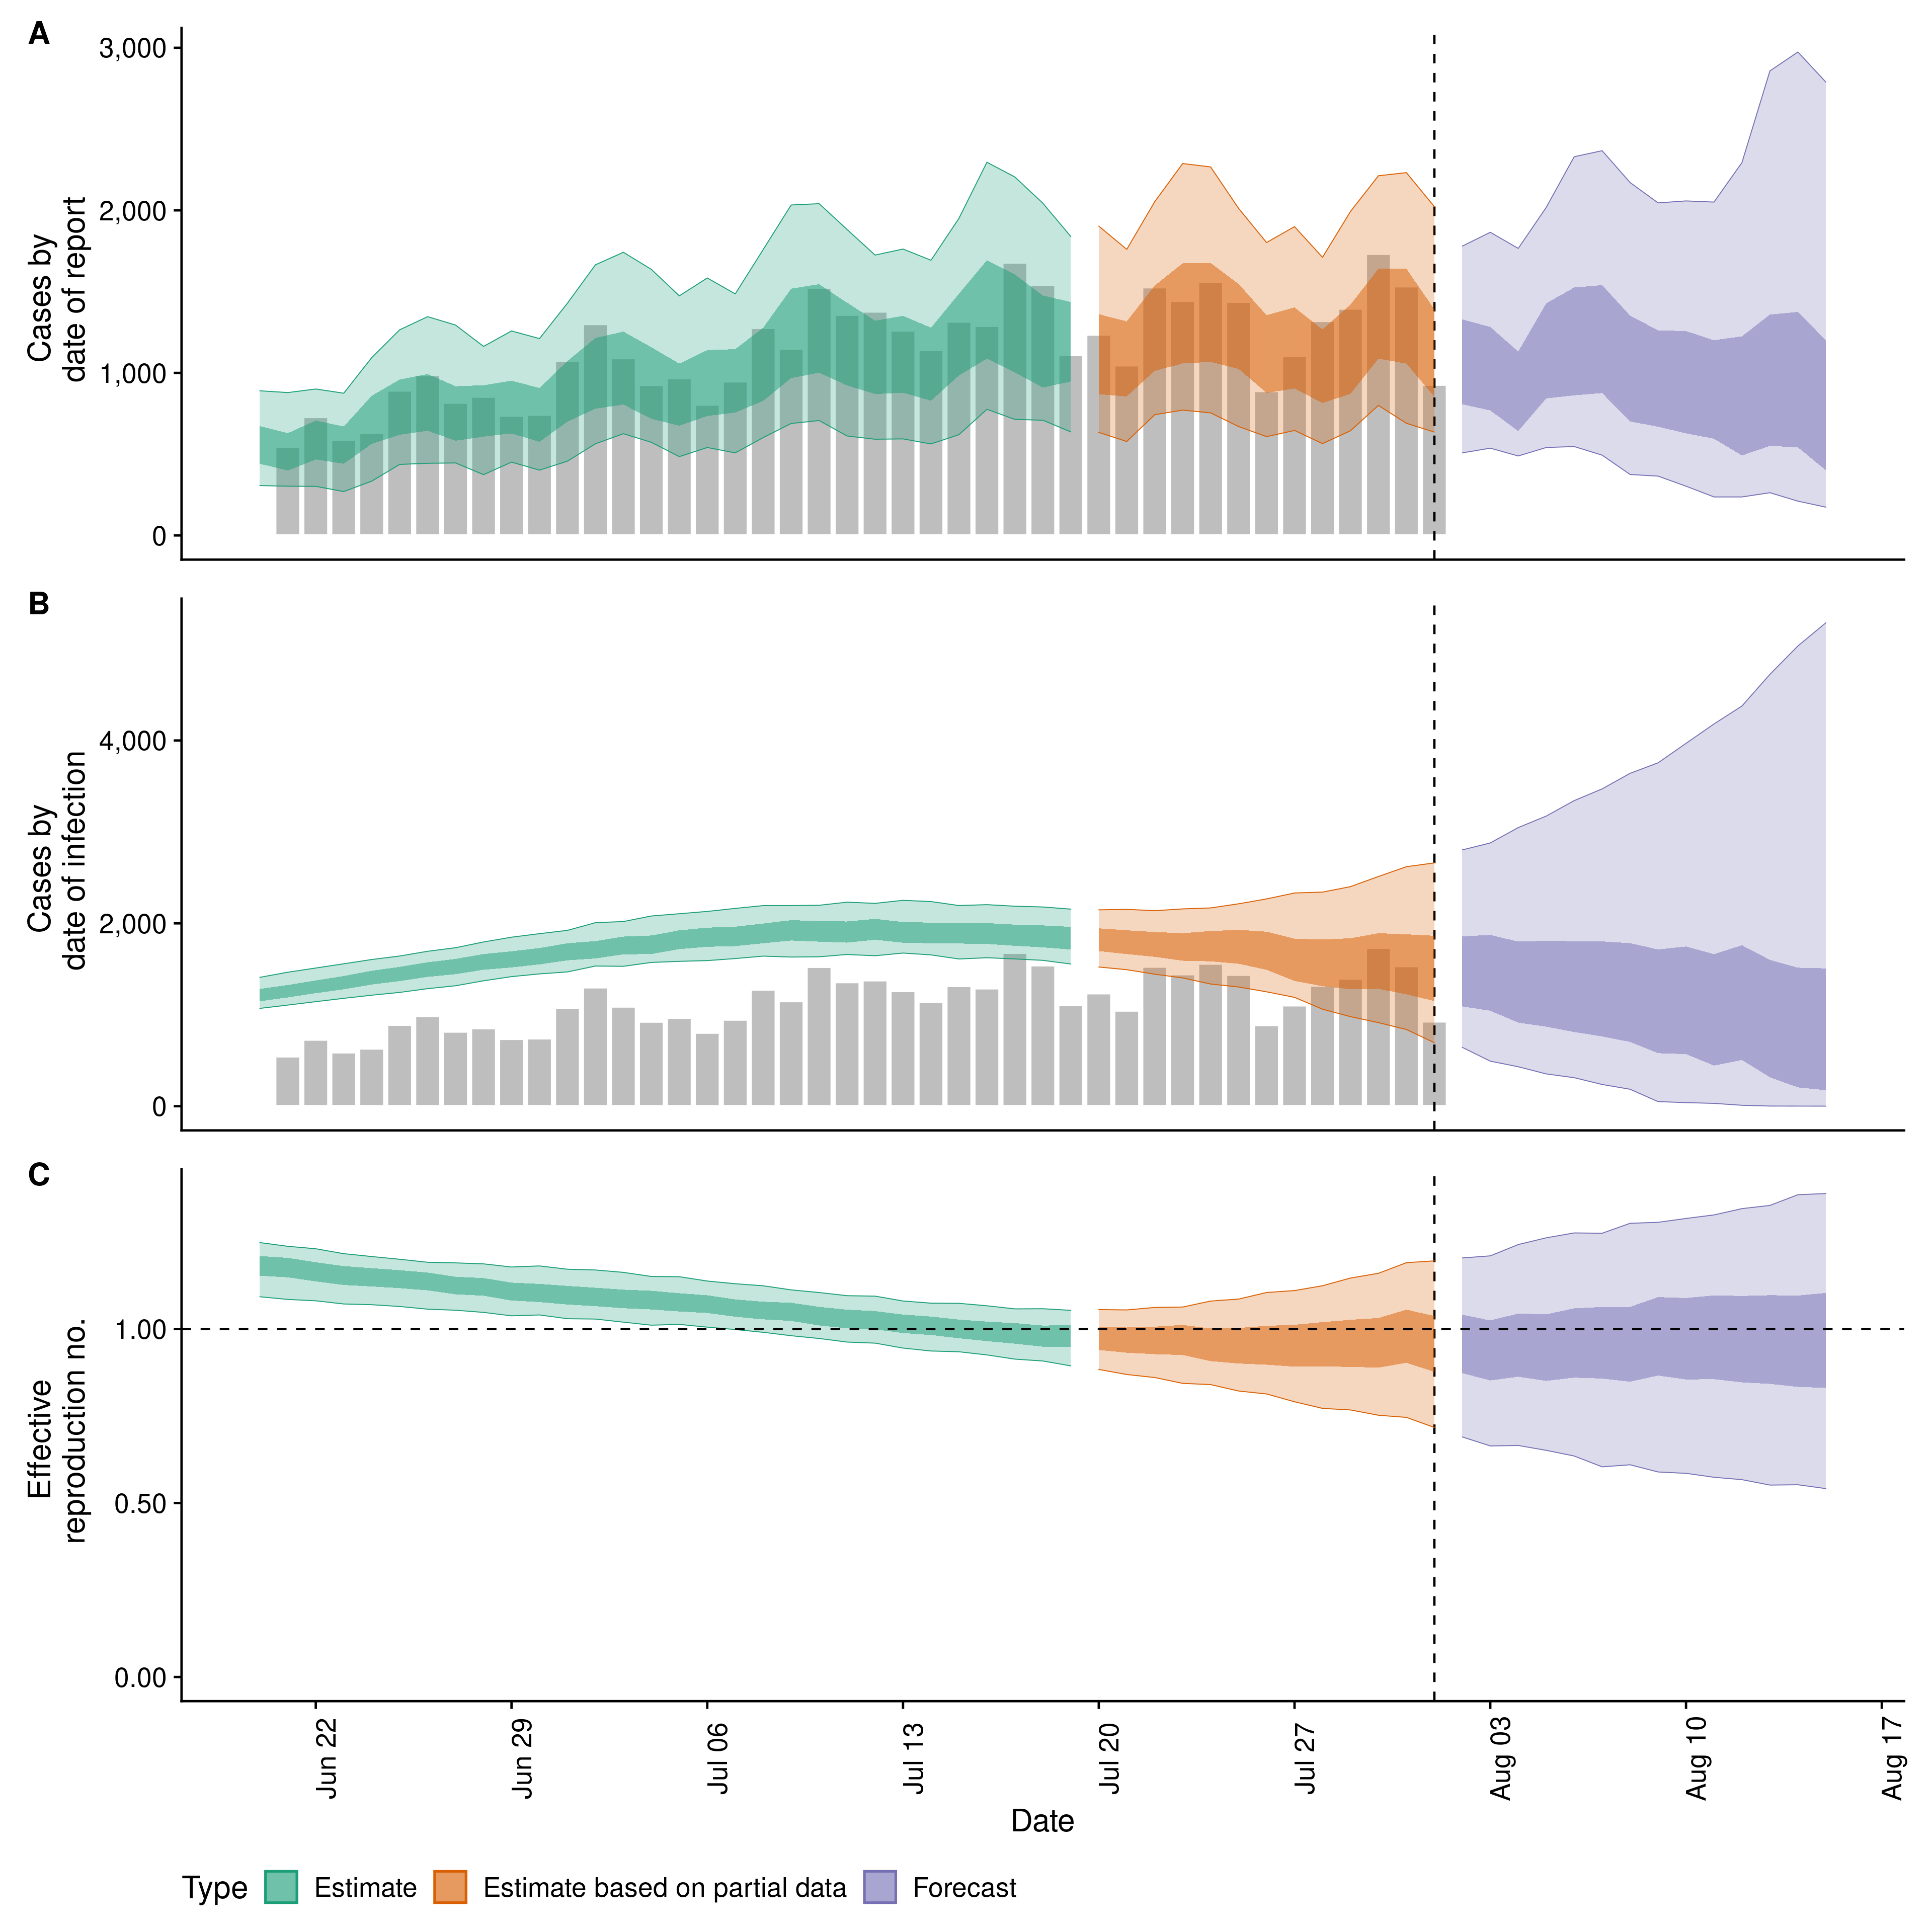 A
Cases by
date of report
3,000
2,000
1,000
0
B
Cases by
date of infection
4,000
2,000
0
C
Effective
reproduction no.
1.00
0.50
0.00
Jun 22
Jun 29
Jul 06
Jul 13
Jul 20
Jul 27
Aug 03
Aug 10
Aug 17
Date
Type Estimate Estimate based on partial data Forecast